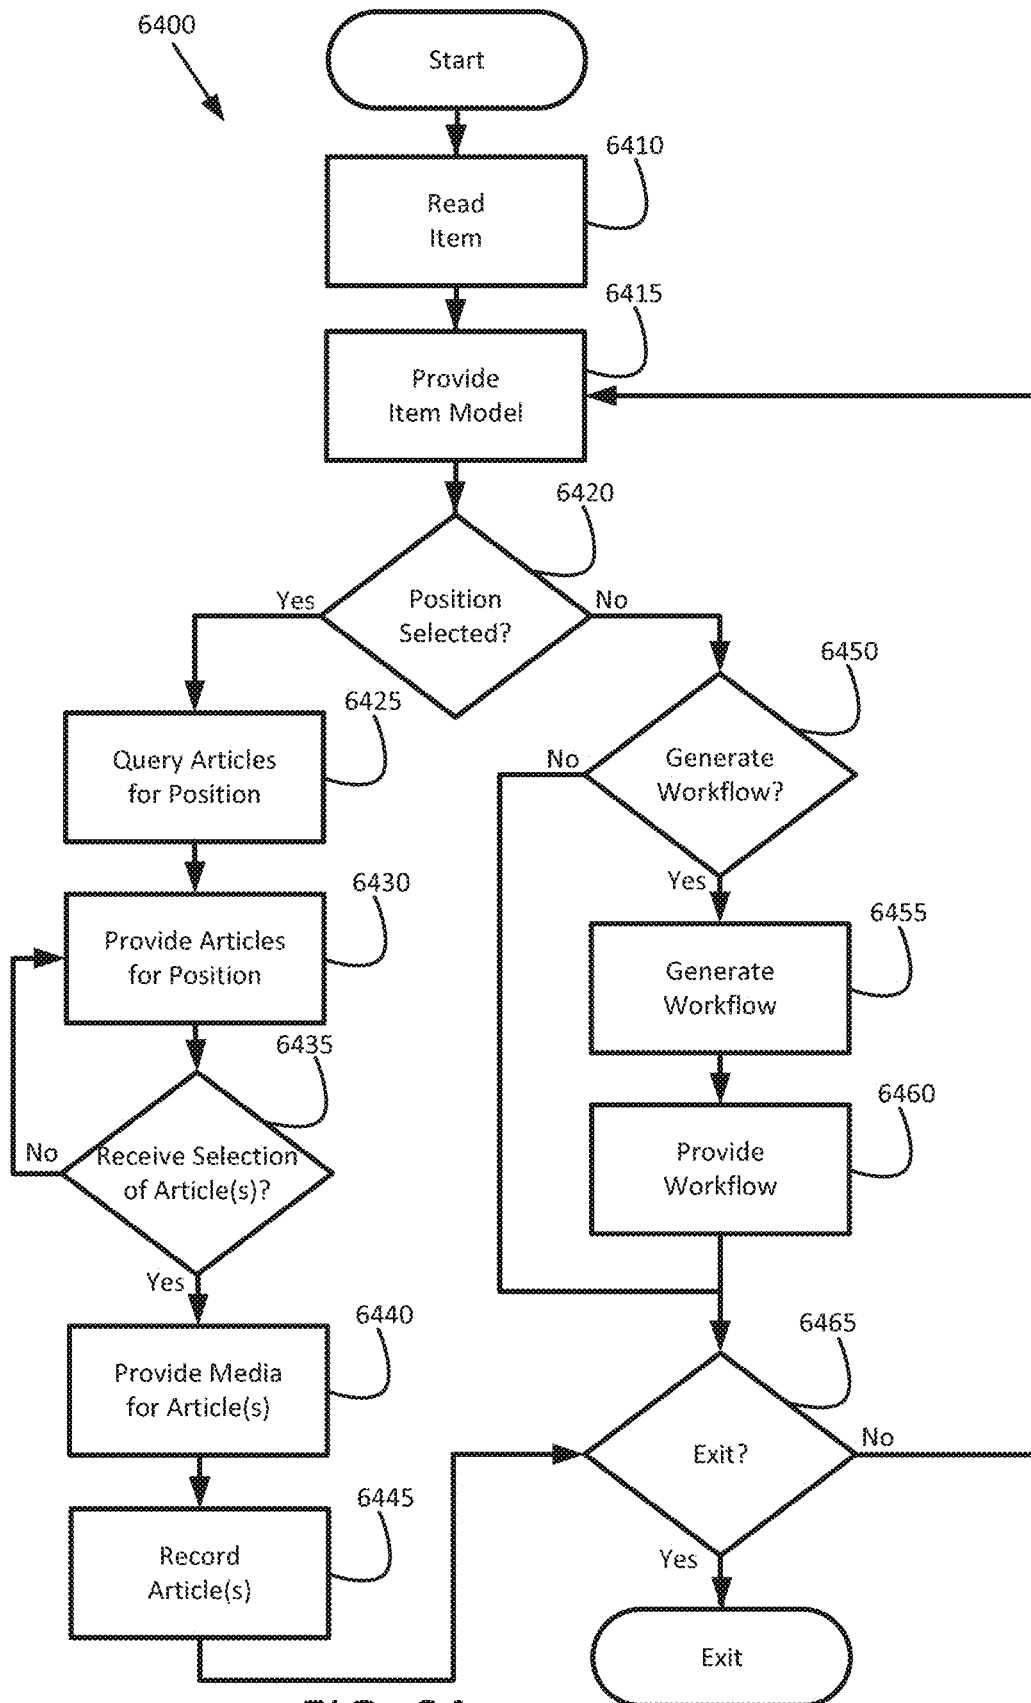 6400
Start
6410
Read
Item
6415
Provide
Item Model
6420
Yes
Position
Selected?
No
6450
6425
Query Articles
for Position
No
Generate
Workflow?
Yes
6430
Provide Articles
for Position
6455
Generate
Workflow
6435
No
Receive Selection
of Article(s)?
Yes
6460
Provide
Workflow
6440
Provide Media
for Article(s)
6465
Exit?
No
6445
Record
Article(s)
Yes
Exit